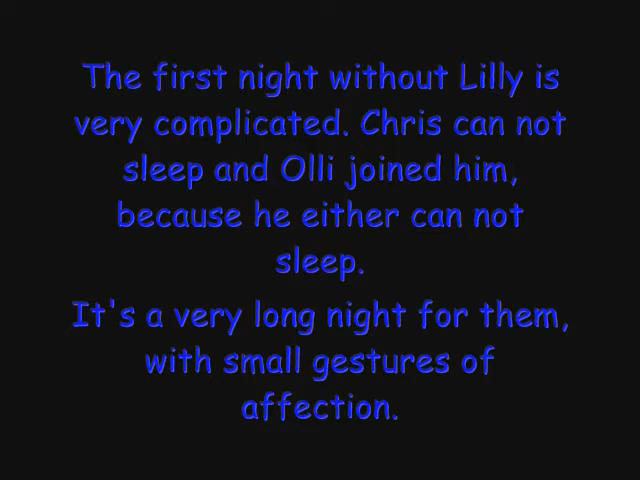 The first night without Lilly is
very complicated. Chris can not
sleep and Olli joined him,
because he either can not
sleep.
It's a very long night for them,
with small gestures of
affection.